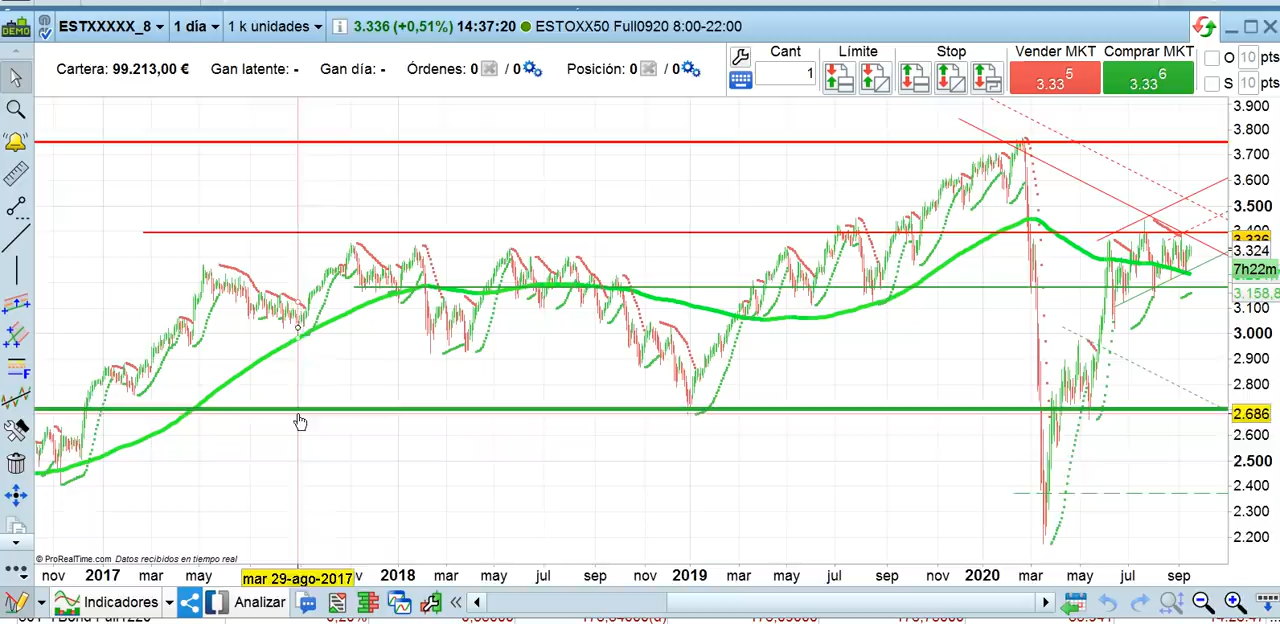 DEMO ESTXXXXX_8 1 día 1 k unidades 3.336 (+0,51%) 14:37:20 ESTOXX50 Full0920 8:00-22:00
Cartera: 99.213,00 € Gan latente: - Gan día: - Órdenes: 0 / 0 Posición: 0 / 0
Cant Límite Stop Vender MKT Comprar MKT
1
3.33 5
3.33 6
O 10 pts
S 10 pts
3.900
3.800
3.700
3.600
3.500
3.336
3.324
7h22m
3.158,8
3.100
3.000
2.900
2.800
2.686
2.600
2.500
2.400
2.300
2.200
© ProRealTime.com Datos recibidos en tiempo real
nov 2017 mar may mar 29-ago-2017 v 2018 mar may jul sep nov 2019 mar may jul sep nov 2020 mar may jul sep
Indicadores Analizar